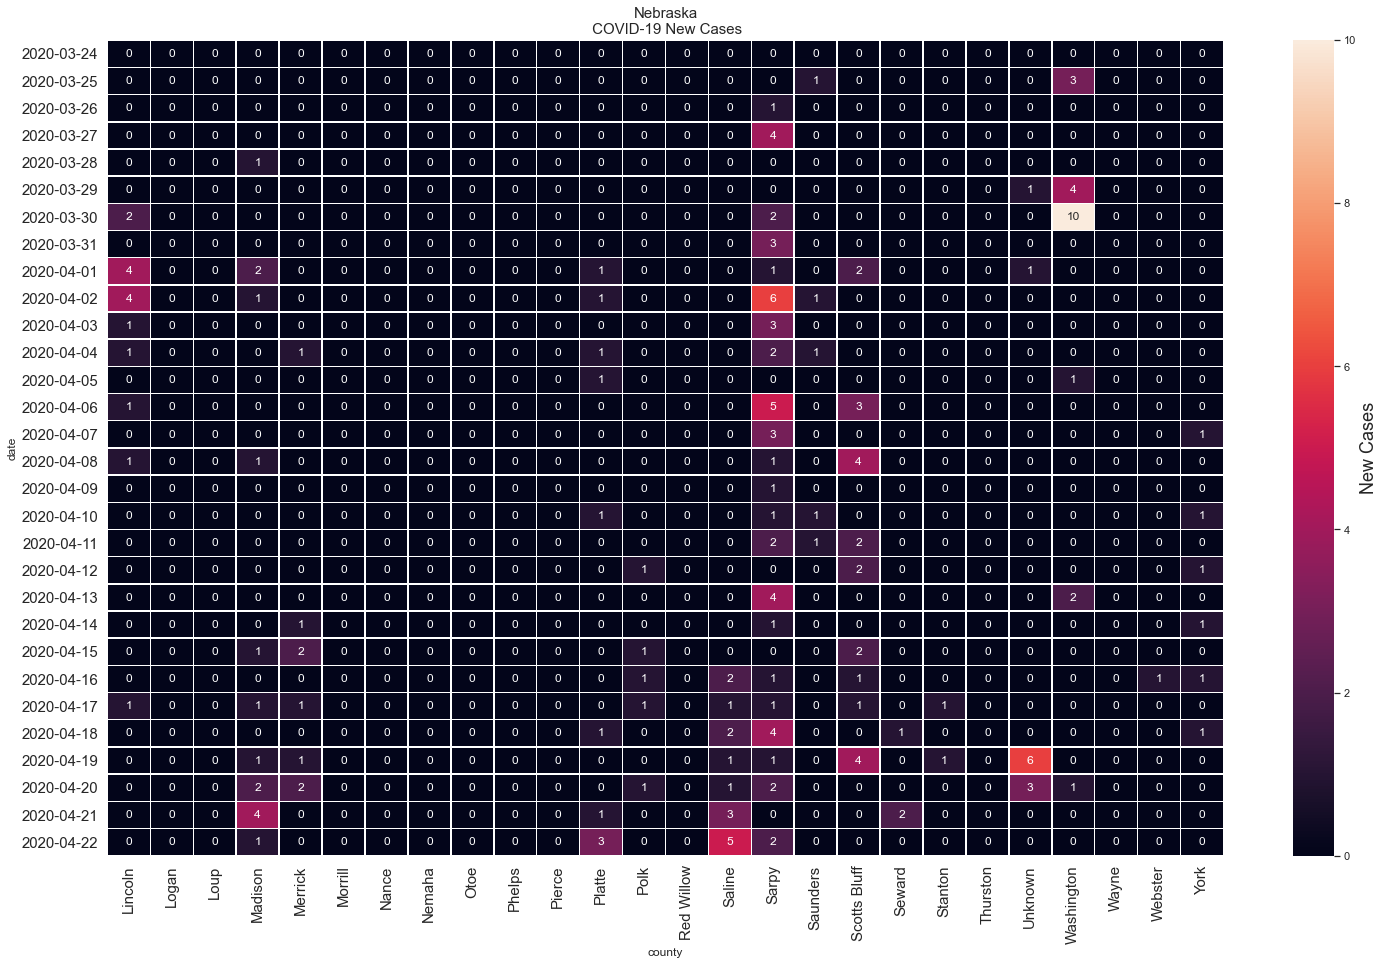 Nebraska
COVID-19 New Cases
2020-03-24 0 0 0 0 0 0 0 0 0 0 0 0 0 0 0 0 0 0 0 0 0 0 0 0 0 0
2020-03-25 0 0 0 0 0 0 0 0 0 0 0 0 0 0 0 0 1 0 0 0 0 0 3 0 0 0
2020-03-26 0 0 0 0 0 0 0 0 0 0 0 0 0 0 0 1 0 0 0 0 0 0 0 0 0 0
2020-03-27 0 0 0 0 0 0 0 0 0 0 0 0 0 0 0 4 0 0 0 0 0 0 0 0 0 0
2020-03-28 0 0 0 1 0 0 0 0 0 0 0 0 0 0 0 0 0 0 0 0 0 0 0 0 0 0
2020-03-29 0 0 0 0 0 0 0 0 0 0 0 0 0 0 0 0 0 0 0 0 0 1 4 0 0 0
2020-03-30 2 0 0 0 0 0 0 0 0 0 0 0 0 0 0 2 0 0 0 0 0 0 10 0 0 0
2020-03-31 0 0 0 0 0 0 0 0 0 0 0 0 0 0 0 3 0 0 0 0 0 0 0 0 0 0
2020-04-01 4 0 0 2 0 0 0 0 0 0 0 1 0 0 0 1 0 2 0 0 0 1 0 0 0 0
2020-04-02 4 0 0 1 0 0 0 0 0 0 0 1 0 0 0 6 1 0 0 0 0 0 0 0 0 0
2020-04-03 1 0 0 0 0 0 0 0 0 0 0 0 0 0 0 3 0 0 0 0 0 0 0 0 0 0
2020-04-04 1 0 0 0 1 0 0 0 0 0 0 1 0 0 0 2 1 0 0 0 0 0 0 0 0 0
2020-04-05 0 0 0 0 0 0 0 0 0 0 0 1 0 0 0 0 0 0 0 0 0 0 1 0 0 0
2020-04-06 1 0 0 0 0 0 0 0 0 0 0 0 0 0 0 5 0 3 0 0 0 0 0 0 0 0
2020-04-07 0 0 0 0 0 0 0 0 0 0 0 0 0 0 0 3 0 0 0 0 0 0 0 0 0 1
2020-04-08 1 0 0 1 0 0 0 0 0 0 0 0 0 0 0 1 0 4 0 0 0 0 0 0 0 0
2020-04-09 0 0 0 0 0 0 0 0 0 0 0 0 0 0 0 1 0 0 0 0 0 0 0 0 0 0
2020-04-10 0 0 0 0 0 0 0 0 0 0 0 1 0 0 0 1 1 0 0 0 0 0 0 0 0 1
2020-04-11 0 0 0 0 0 0 0 0 0 0 0 0 0 0 0 2 1 2 0 0 0 0 0 0 0 0
2020-04-12 0 0 0 0 0 0 0 0 0 0 0 0 1 0 0 0 0 2 0 0 0 0 0 0 0 1
2020-04-13 0 0 0 0 0 0 0 0 0 0 0 0 0 0 0 4 0 0 0 0 0 0 2 0 0 0
2020-04-14 0 0 0 0 1 0 0 0 0 0 0 0 0 0 0 1 0 0 0 0 0 0 0 0 0 1
2020-04-15 0 0 0 1 2 0 0 0 0 0 0 0 1 0 0 0 0 2 0 0 0 0 0 0 0 0
2020-04-16 0 0 0 0 0 0 0 0 0 0 0 0 1 0 2 1 0 1 0 0 0 0 0 0 1 1
2020-04-17 1 0 0 1 1 0 0 0 0 0 0 0 1 0 1 1 0 1 0 1 0 0 0 0 0 0
2020-04-18 0 0 0 0 0 0 0 0 0 0 0 1 0 0 2 4 0 0 1 0 0 0 0 0 0 1
2020-04-19 0 0 0 1 1 0 0 0 0 0 0 0 0 0 1 1 0 4 0 1 0 6 0 0 0 0
2020-04-20 0 0 0 2 2 0 0 0 0 0 0 0 1 0 1 2 0 0 0 0 0 3 1 0 0 0
2020-04-21 0 0 0 4 0 0 0 0 0 0 0 1 0 0 3 0 0 0 2 0 0 0 0 0 0 0
2020-04-22 0 0 0 1 0 0 0 0 0 0 0 3 0 0 5 2 0 0 0 0 0 0 0 0 0 0
date
Lincoln Logan Loup Madison Merrick Morrill Nance Nemaha Otoe Phelps Pierce Platte Polk Red Willow Saline Sarpy Saunders Scotts Bluff Seward Stanton Thurston Unknown Washington Wayne Webster York
county
10
8
6
4
2
0
New Cases